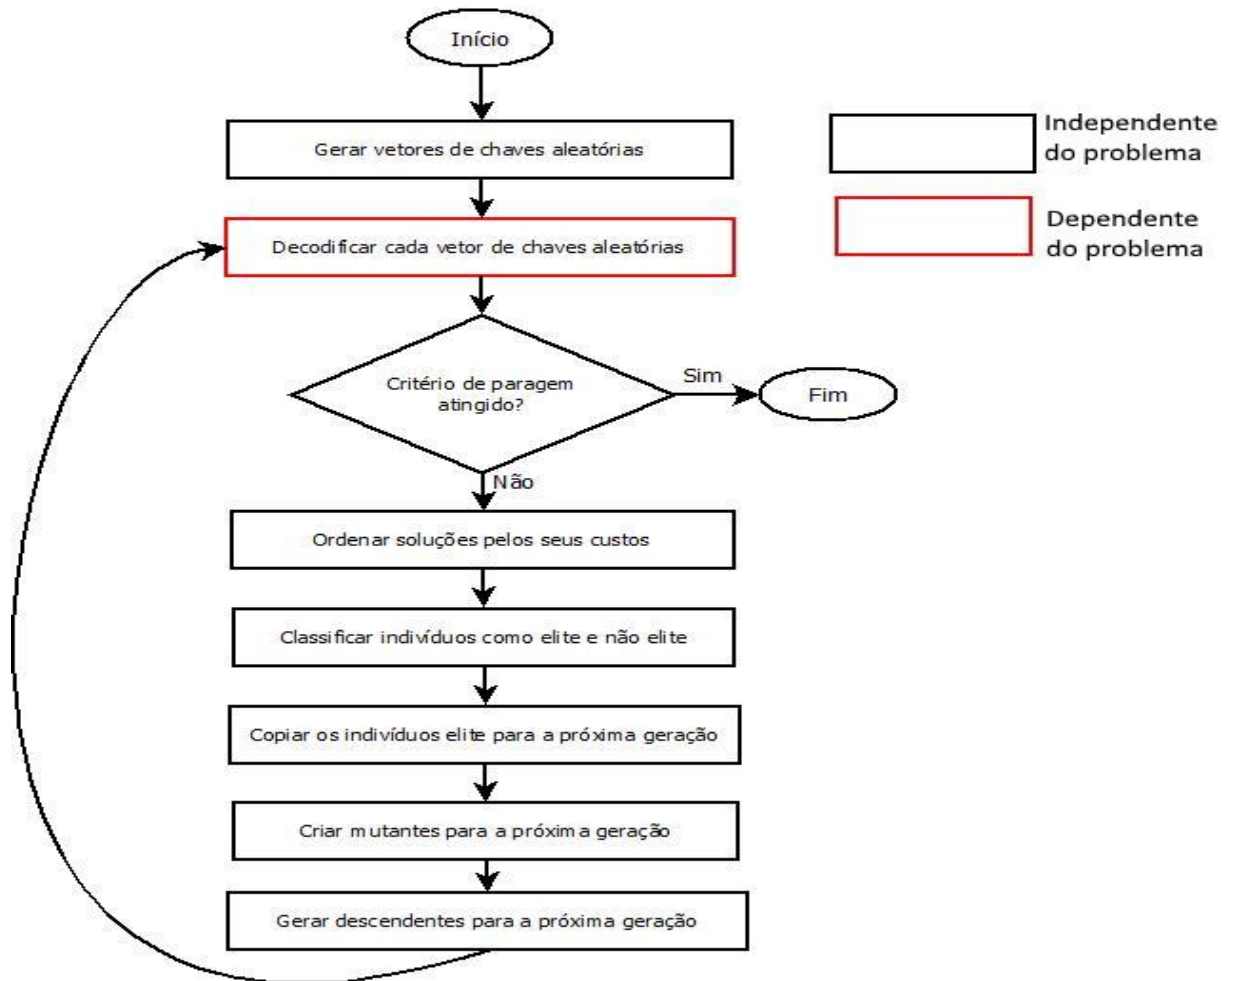 Início
Gerar vetores de chaves aleatórias
Independente
do problema
Decodificar cada vetor de chaves aleatórias
Dependente
do problema
Critério de paragem
atingido?
Sim
Fim
Não
Ordenar soluções pelos seus custos
Classificar indivíduos como elite e não elite
Copiar os indivíduos elite para a próxima geração
Criar mutantes para a próxima geração
Gerar descendentes para a próxima geração